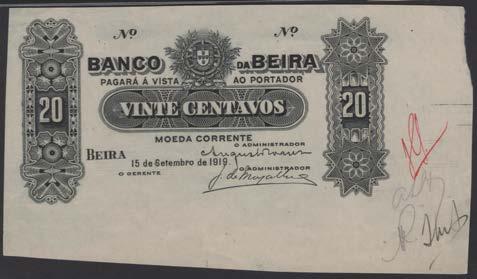 Nº Nº
BANCO DA BEIRA
PAGARÁ Á VISTA AO PORTADOR
20 VINTE CENTAVOS 20
MOEDA CORRENTE
O ADMINISTRADOR
BEIRA
15 de Setembro de 1919.
O GERENTE
O ADMINISTRADOR